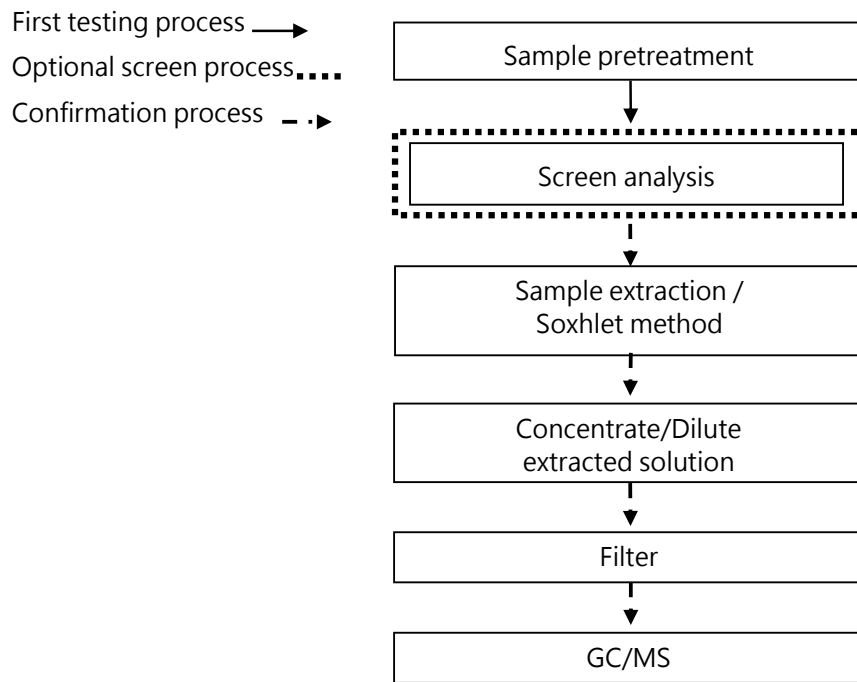 First testing process
Optional screen process
Confirmation process
Sample pretreatment
Screen analysis
Sample extraction /
Soxhlet method
Concentrate/Dilute
extracted solution
Filter
GC/MS